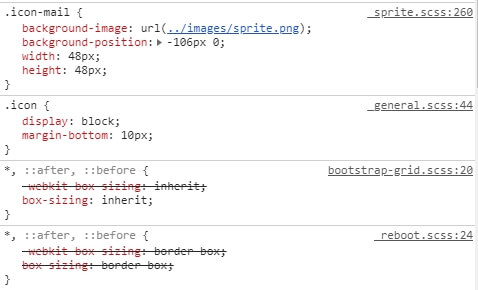 .icon-mail { _sprite.scss:260
background-image: url(../images/sprite.png);
background-position: -106px 0;
width: 48px;
height: 48px;
}
.icon { _general.scss:44
display: block;
margin-bottom: 10px;
}
*, ::after, ::before { bootstrap-grid.scss:20
-webkit-box-sizing: inherit;
box-sizing: inherit;
}
*, ::after, ::before { _reboot.scss:24
-webkit-box-sizing: border-box;
box-sizing: border-box;
}